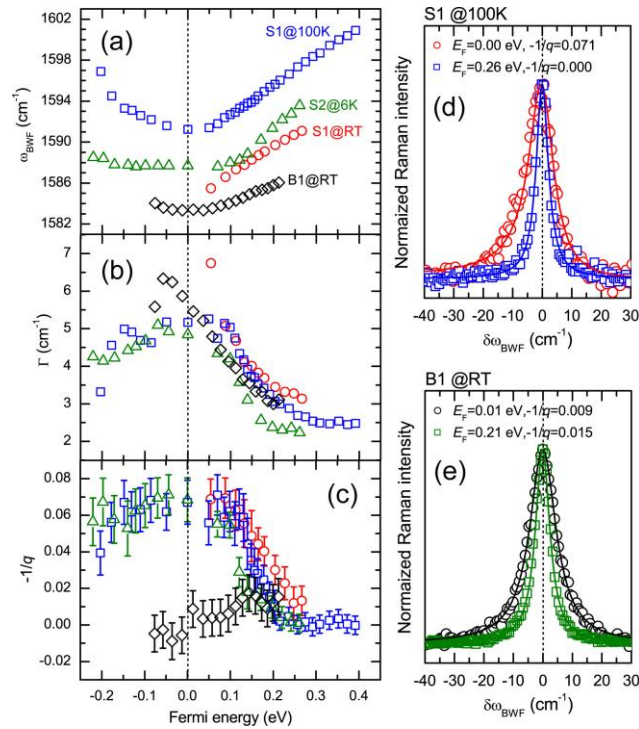 (a)
S1@100K
S2@6K
S1@RT
B1@RT
ω_BWF (cm⁻¹)
1602
1598
1594
1590
1586
1582
(b)
Γ (cm⁻¹)
7
6
5
4
3
2
(c)
-1/q
0.08
0.06
0.04
0.02
0.00
-0.02
-0.2 -0.1 -0.0 0.1 0.2 0.3 0.4
Fermi energy (eV)
S1 @100K
E_F=0.00 eV, -1/q=0.071
E_F=0.26 eV, -1/q=0.000
(d)
Normaized Raman intensity
-40 -30 -20 -10 0 10 20 30
δω_BWF (cm⁻¹)
B1 @RT
E_F=0.01 eV,-1/q=0.009
E_F=0.21 eV,-1/q=0.015
(e)
Normaized Raman intensity
-40 -30 -20 -10 0 10 20 30
δω_BWF (cm⁻¹)